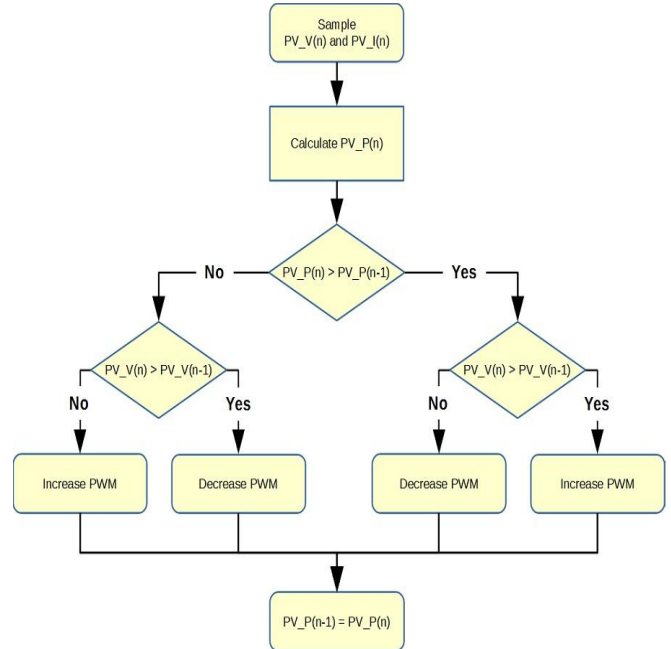 Sample
PV_V(n) and PV_I(n)
Calculate PV_P(n)
PV_P(n) > PV_P(n-1)
No
Yes
PV_V(n) > PV_V(n-1)
PV_V(n) > PV_V(n-1)
No
Yes
No
Yes
Increase PWM
Decrease PWM
Decrease PWM
Increase PWM
PV_P(n-1) = PV_P(n)